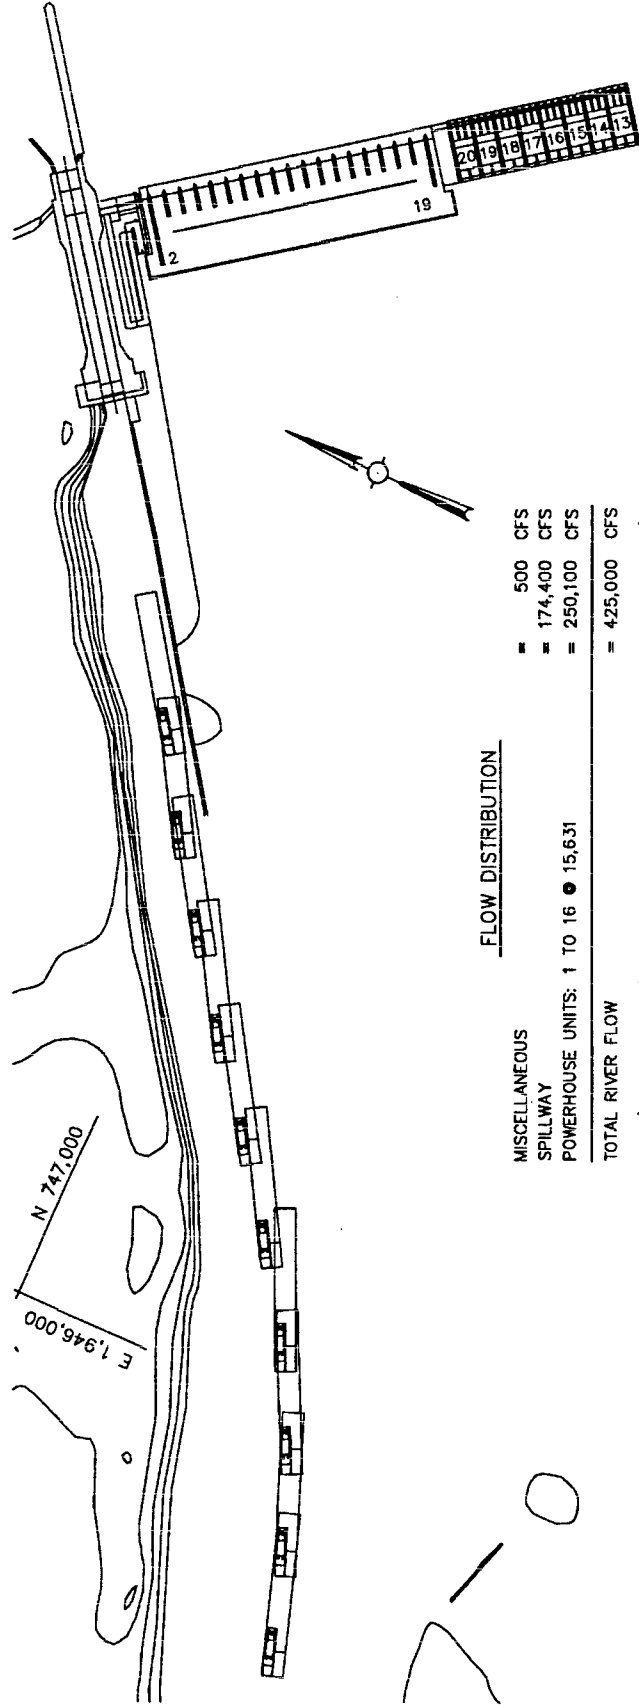 20 19 18 17 16 15 14 13
19
2
FLOW DISTRIBUTION
MISCELLANEOUS = 500 CFS
SPILLWAY = 174,400 CFS
POWERHOUSE UNITS: 1 TO 16 @ 15,631 = 250,100 CFS
TOTAL RIVER FLOW = 425,000 CFS
N 747,000
E 1,946,000